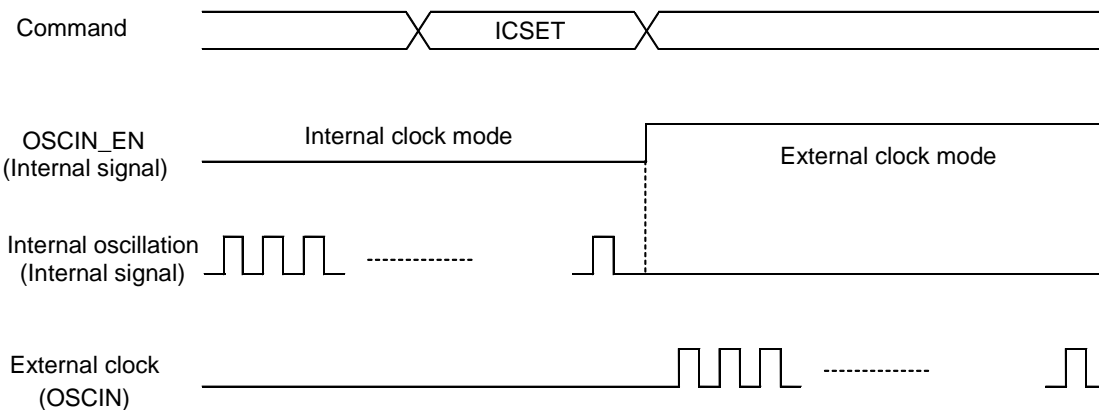 Command
ICSET
OSCIN_EN
(Internal signal)
Internal clock mode
External clock mode
Internal oscillation
(Internal signal)
External clock
(OSCIN)